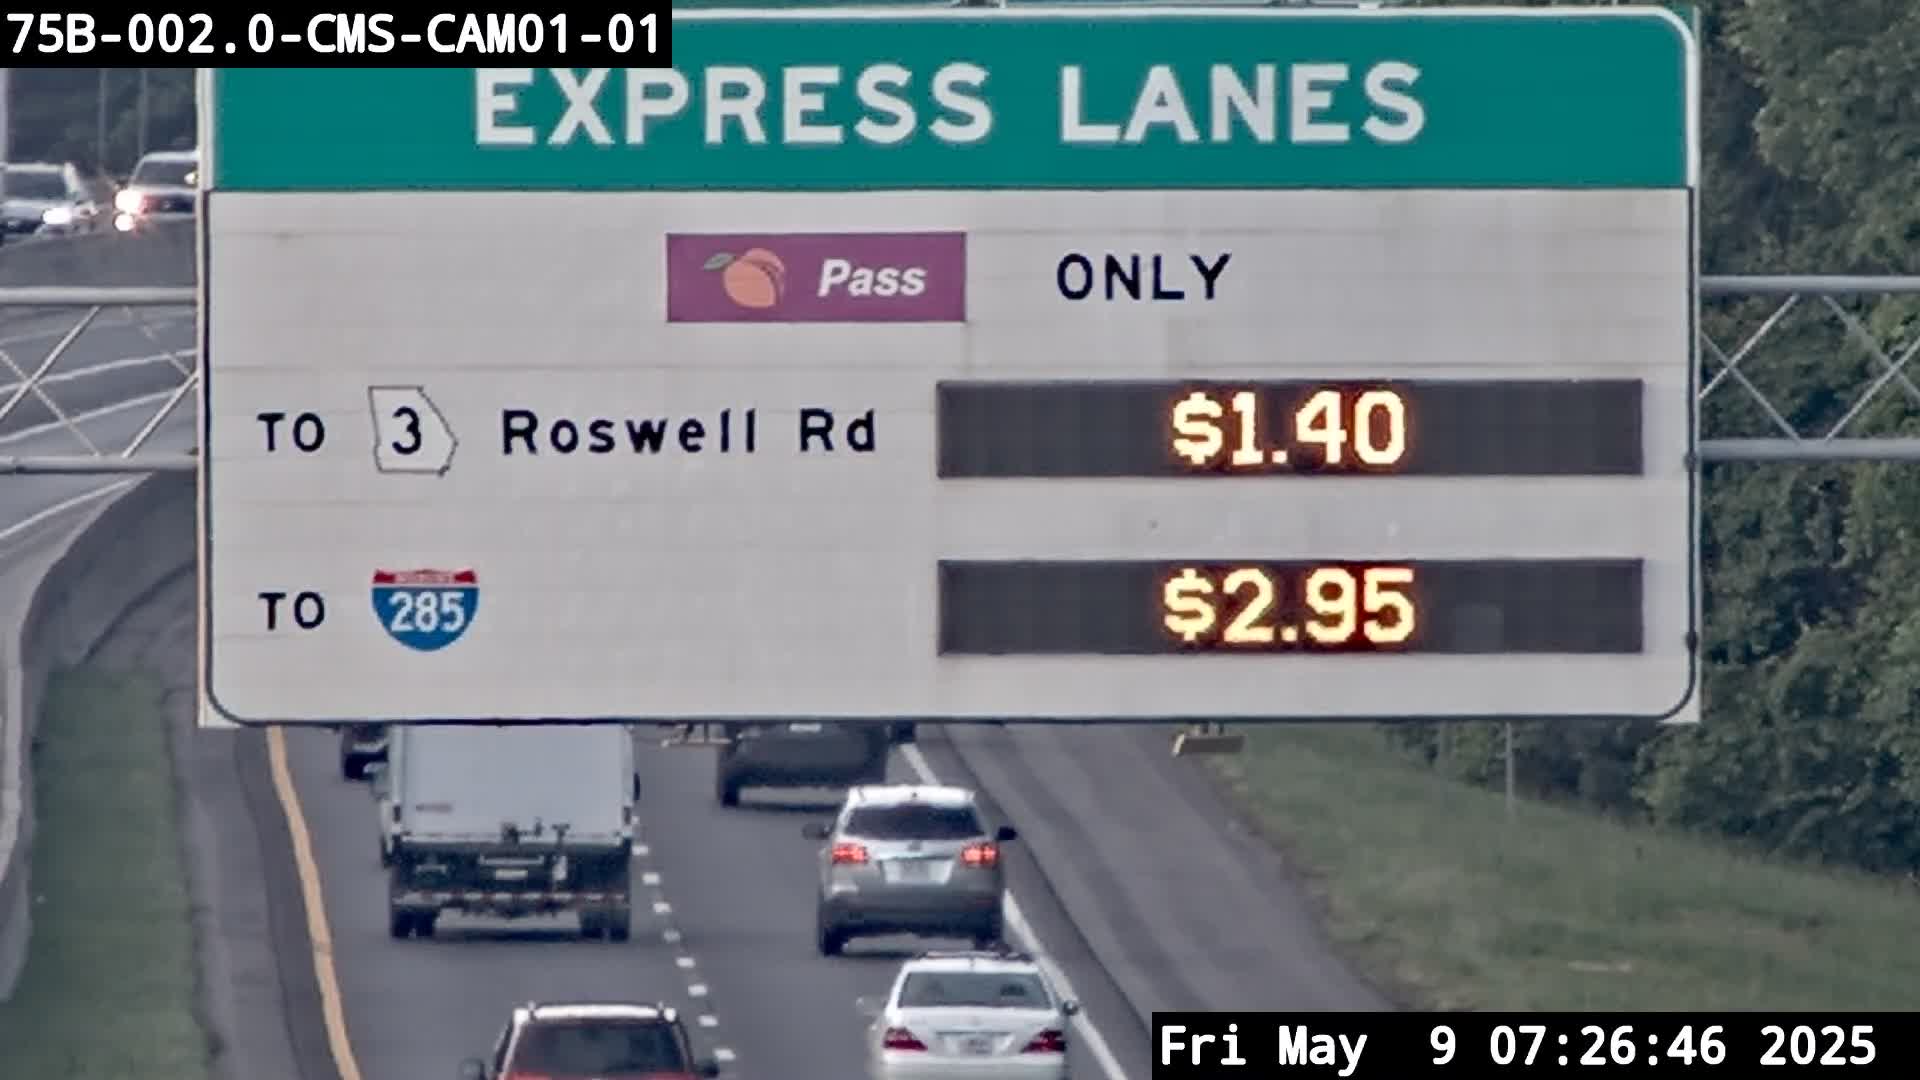 75B-002.0-CMS-CAM01-01
EXPRESS LANES
Pass ONLY
TO 3 Roswell Rd $1.40
TO 285 $2.95
Fri May 9 07:26:46 2025